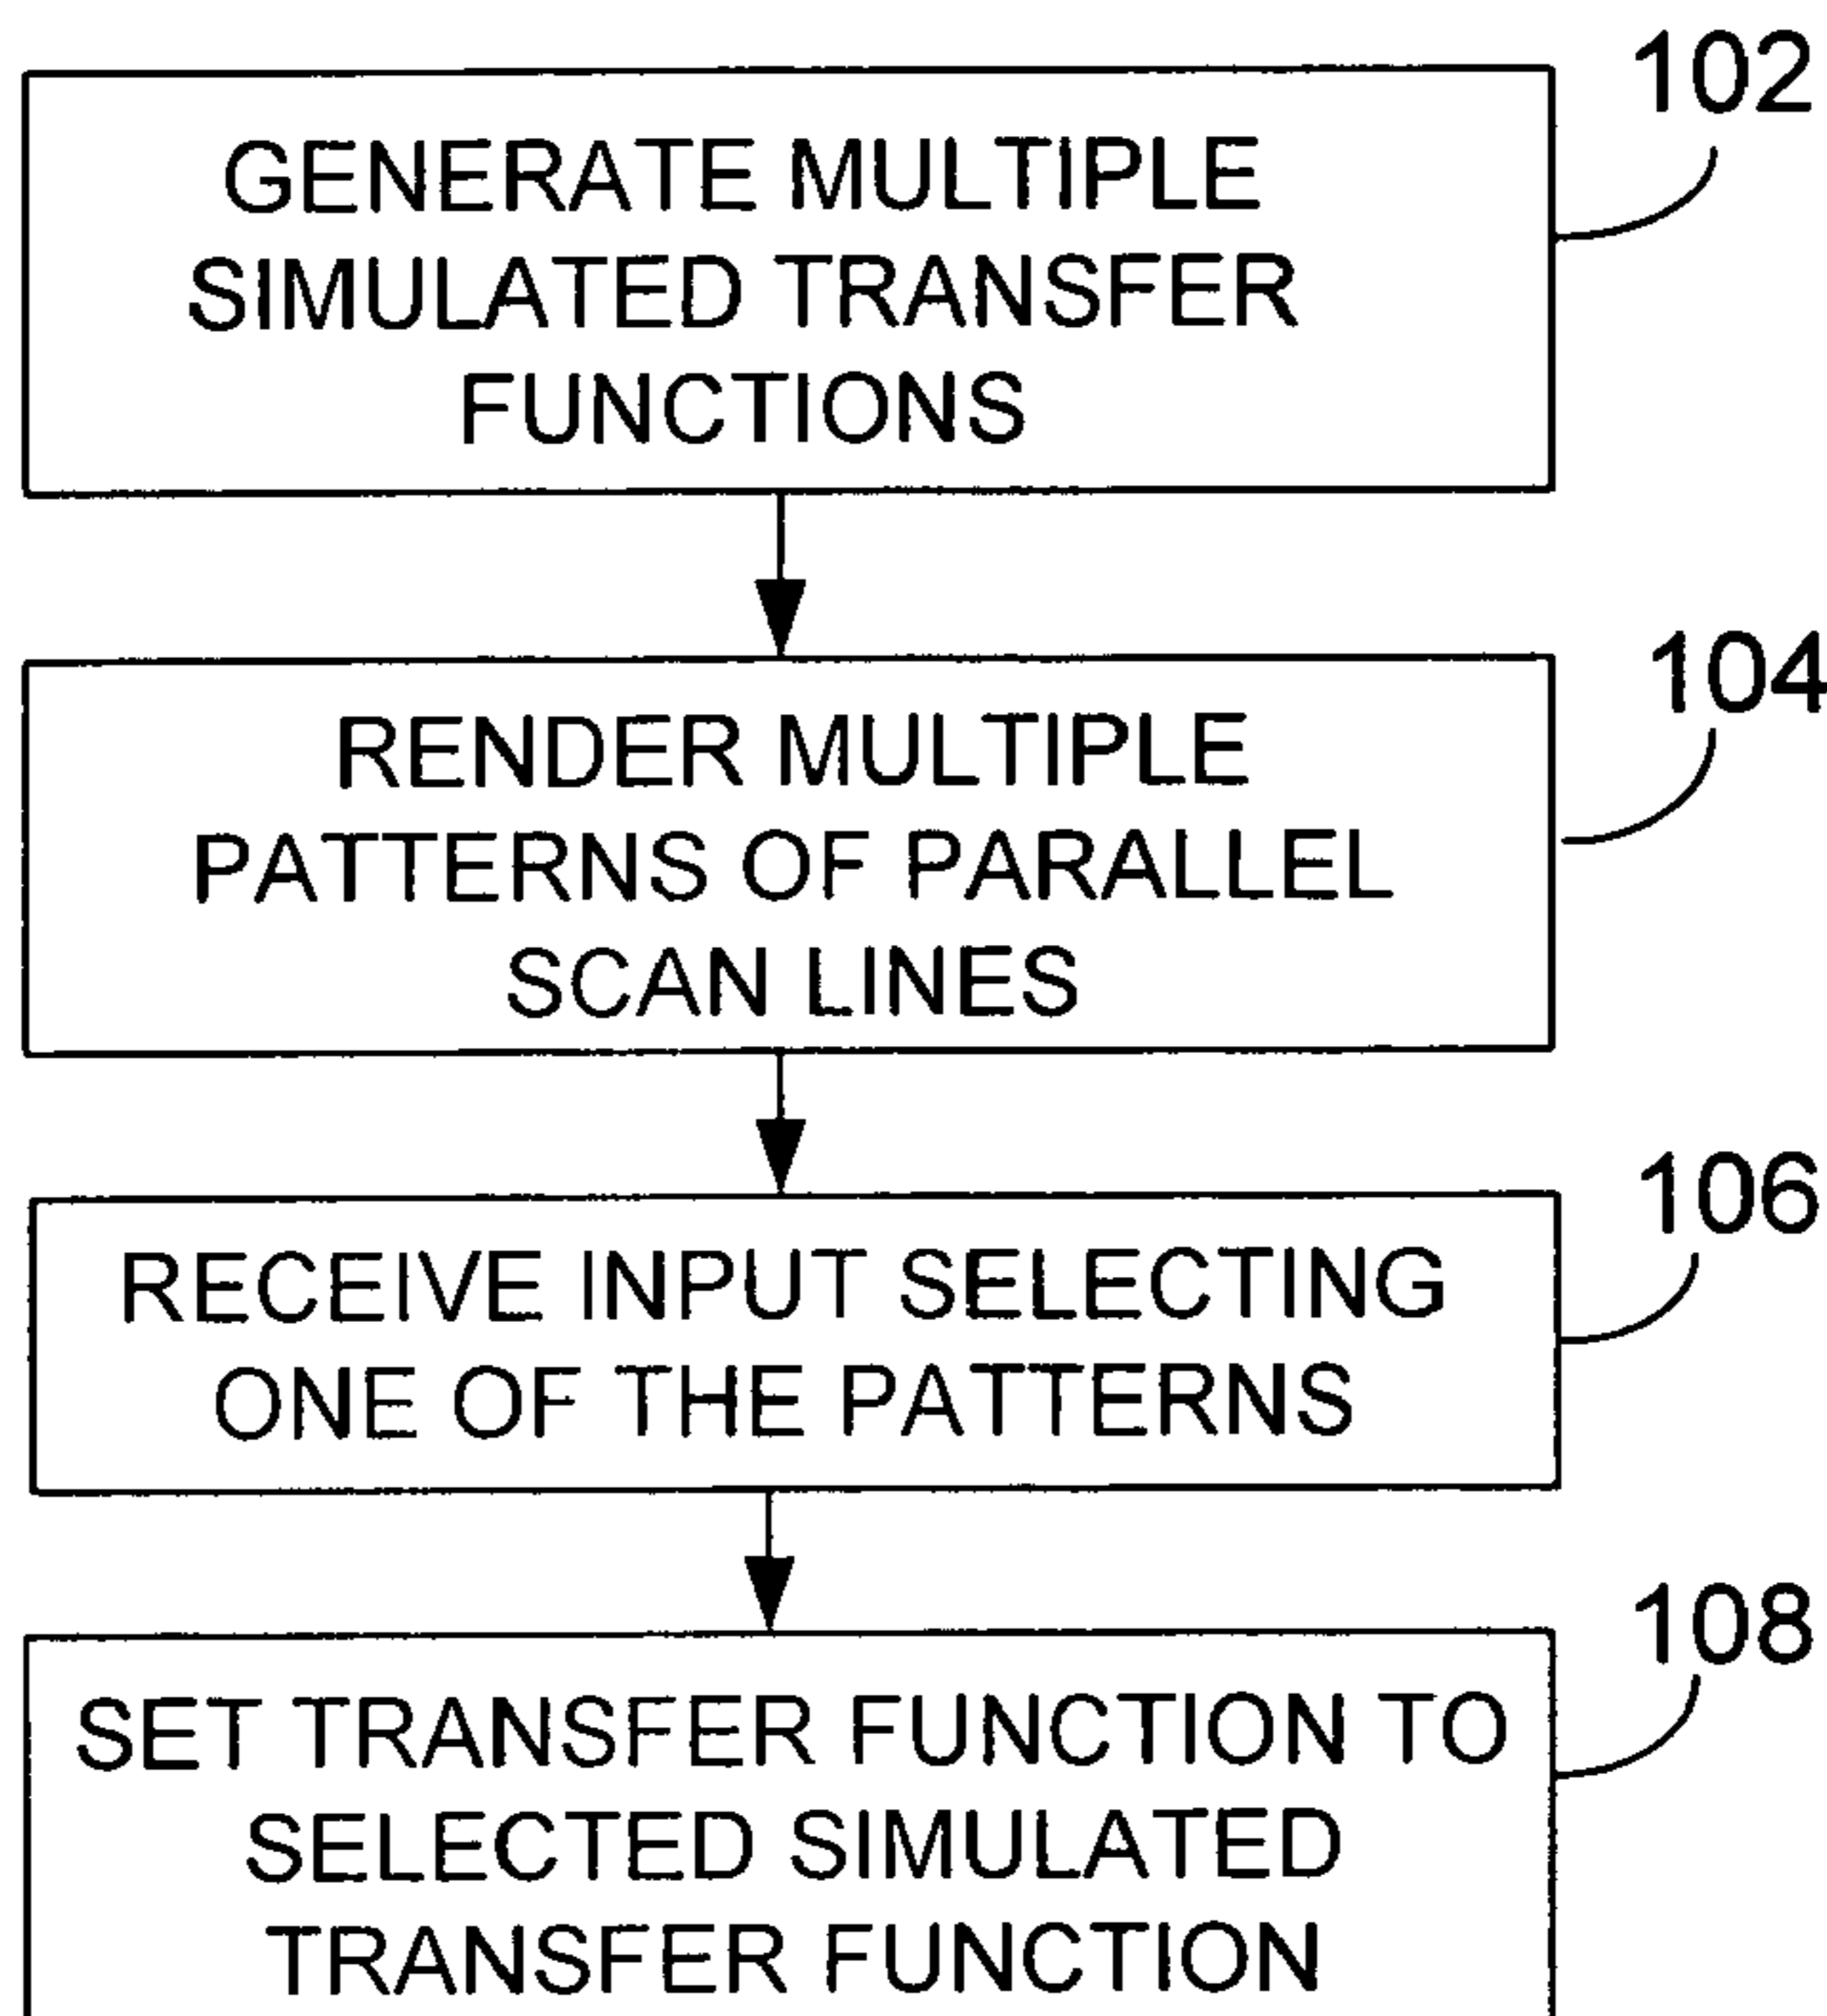 102
GENERATE MULTIPLE
SIMULATED TRANSFER
FUNCTIONS
104
RENDER MULTIPLE
PATTERNS OF PARALLEL
SCAN LINES
106
RECEIVE INPUT SELECTING
ONE OF THE PATTERNS
108
SET TRANSFER FUNCTION TO
SELECTED SIMULATED
TRANSFER FUNCTION